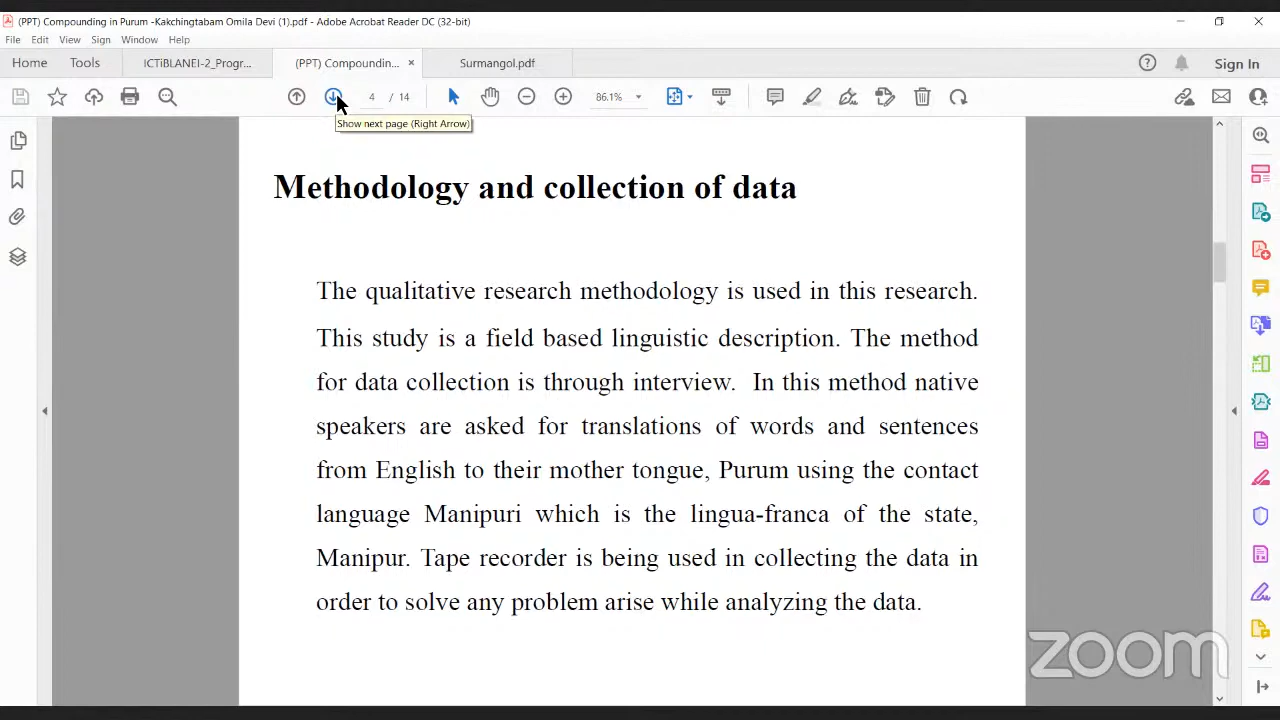 (PPT) Compounding in Purum -Kakchingtabam Omila Devi (1).pdf - Adobe Acrobat Reader DC (32-bit)
File Edit View Sign Window Help
Home Tools ICTiBLANEI-2_Progr... (PPT) Compoundin... × Surmangol.pdf Sign In
4 / 14 86.1%
Show next page (Right Arrow)
Methodology and collection of data
The qualitative research methodology is used in this research.
This study is a field based linguistic description. The method
for data collection is through interview. In this method native
speakers are asked for translations of words and sentences
from English to their mother tongue, Purum using the contact
language Manipuri which is the lingua-franca of the state,
Manipur. Tape recorder is being used in collecting the data in
order to solve any problem arise while analyzing the data.
zoom